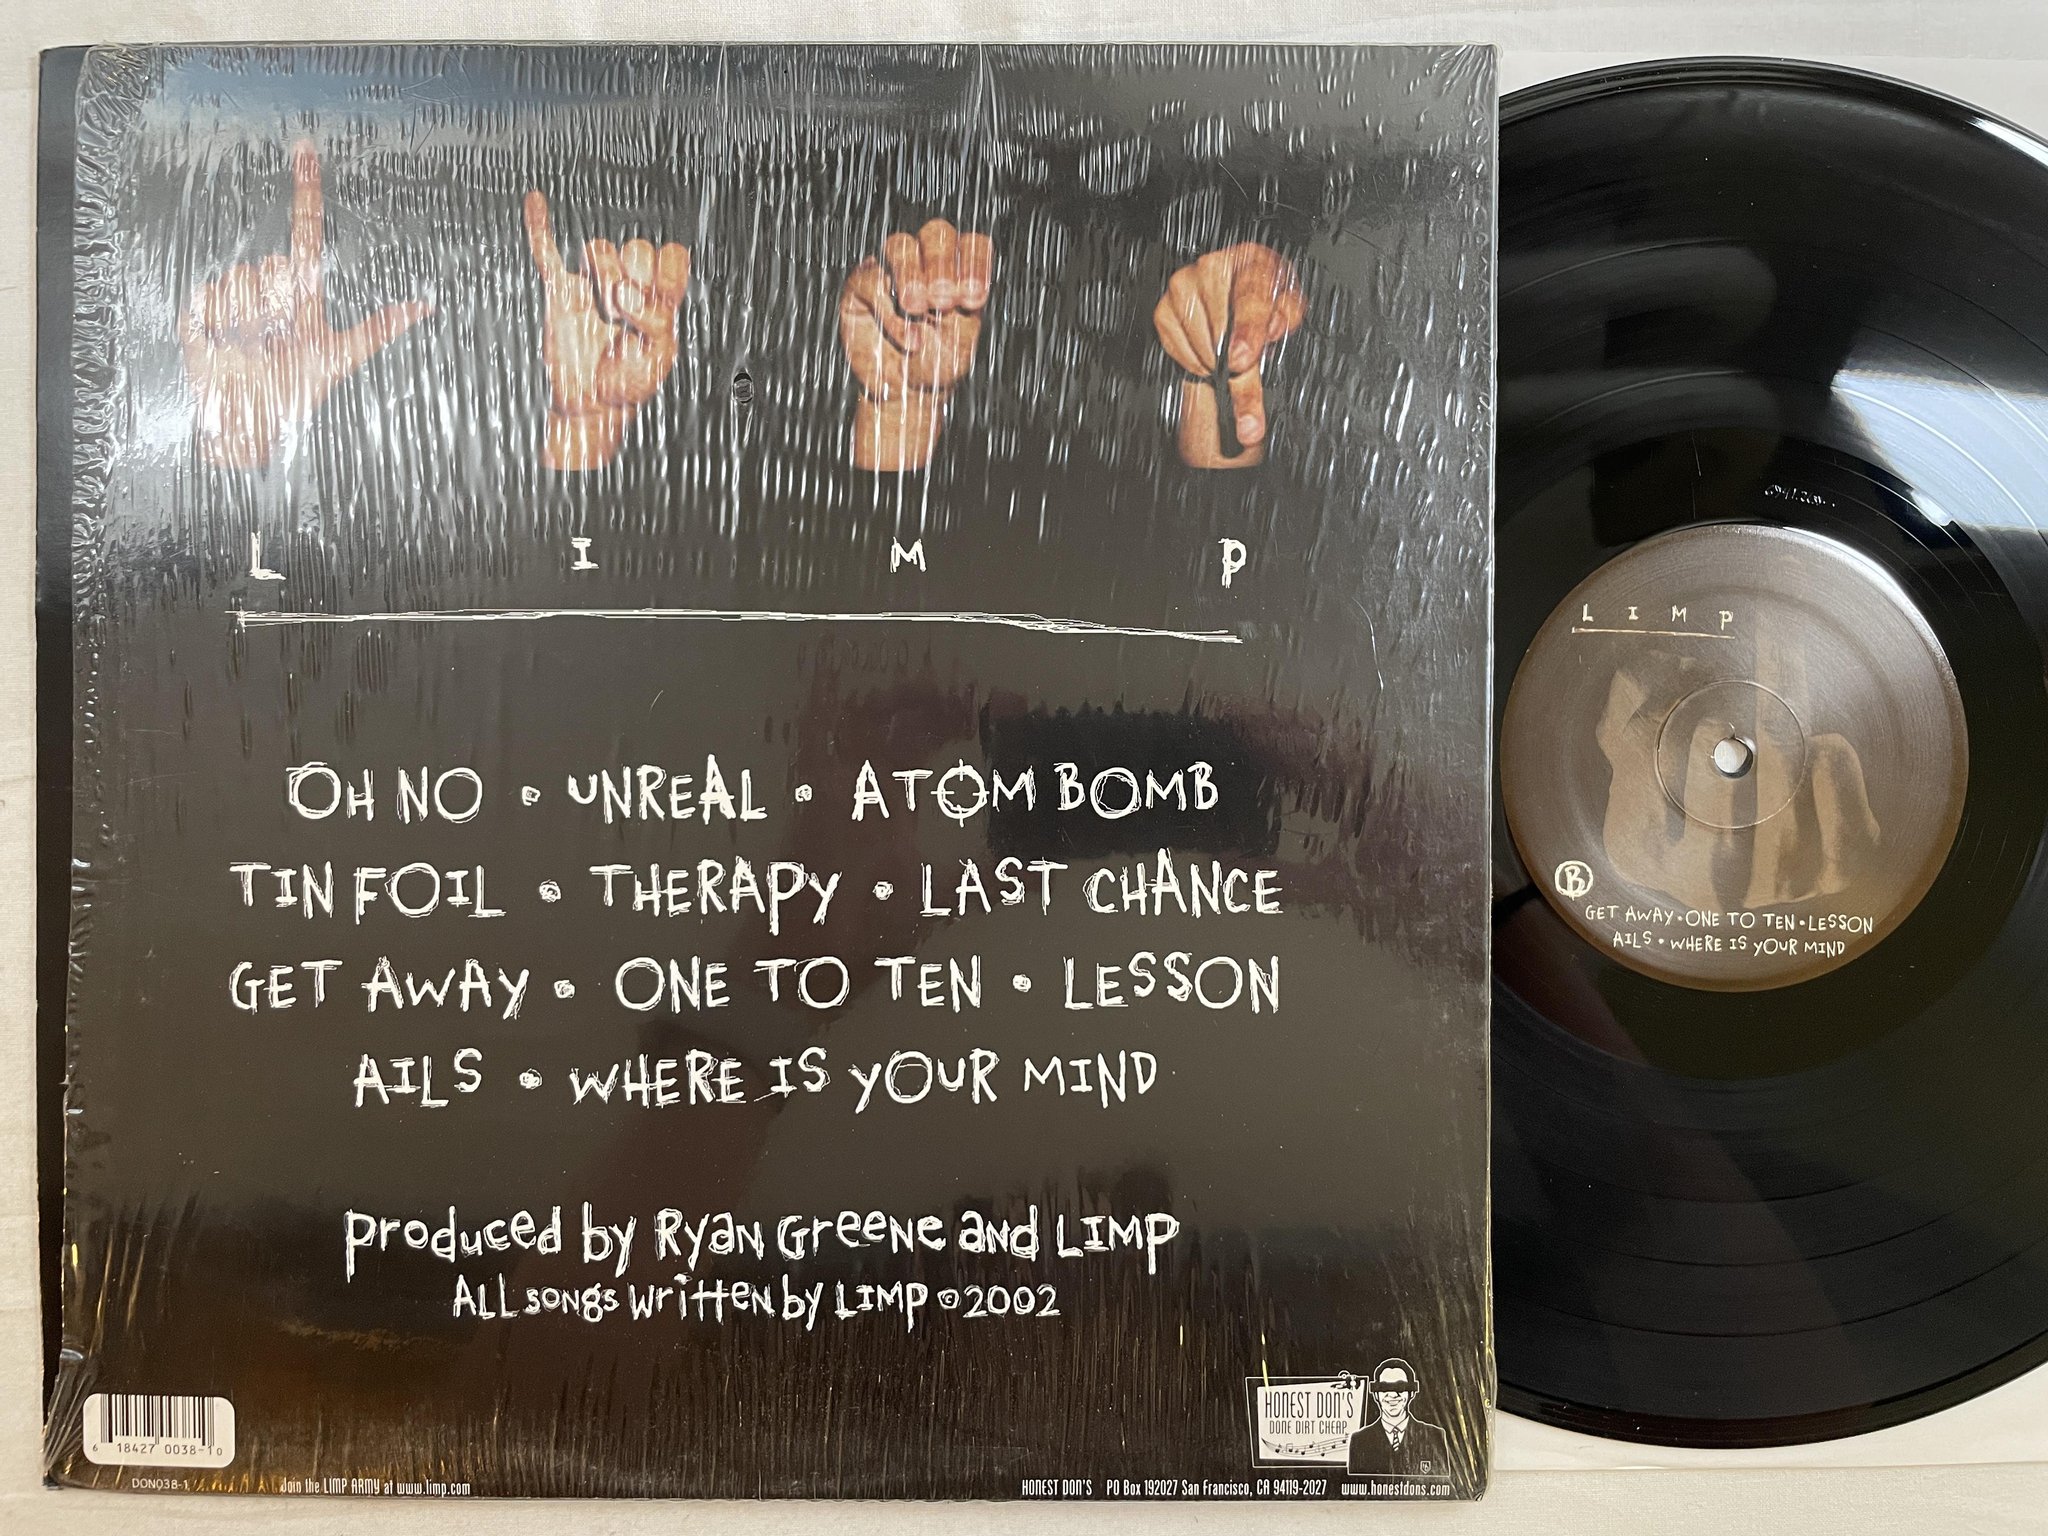 L I M P
OH NO • UNREAL • ATOM BOMB
TIN FOIL • THERAPY • LAST CHANCE
GET AWAY • ONE TO TEN • LESSON
AILS • WHERE IS YOUR MIND
Produced by Ryan Greene and LIMP
ALL songs written by LIMP © 2002
HONEST DON'S
DONE DIRT CHEAP
6 18427 0038-1 0
DON038-1
Join the LIMP ARMY at www.limp.com
HONEST DON'S PO Box 192027 San Francisco, CA 94119-2027 www.honestdons.com
L I M P
B
GET AWAY • ONE TO TEN • LESSON
AILS • WHERE IS YOUR MIND